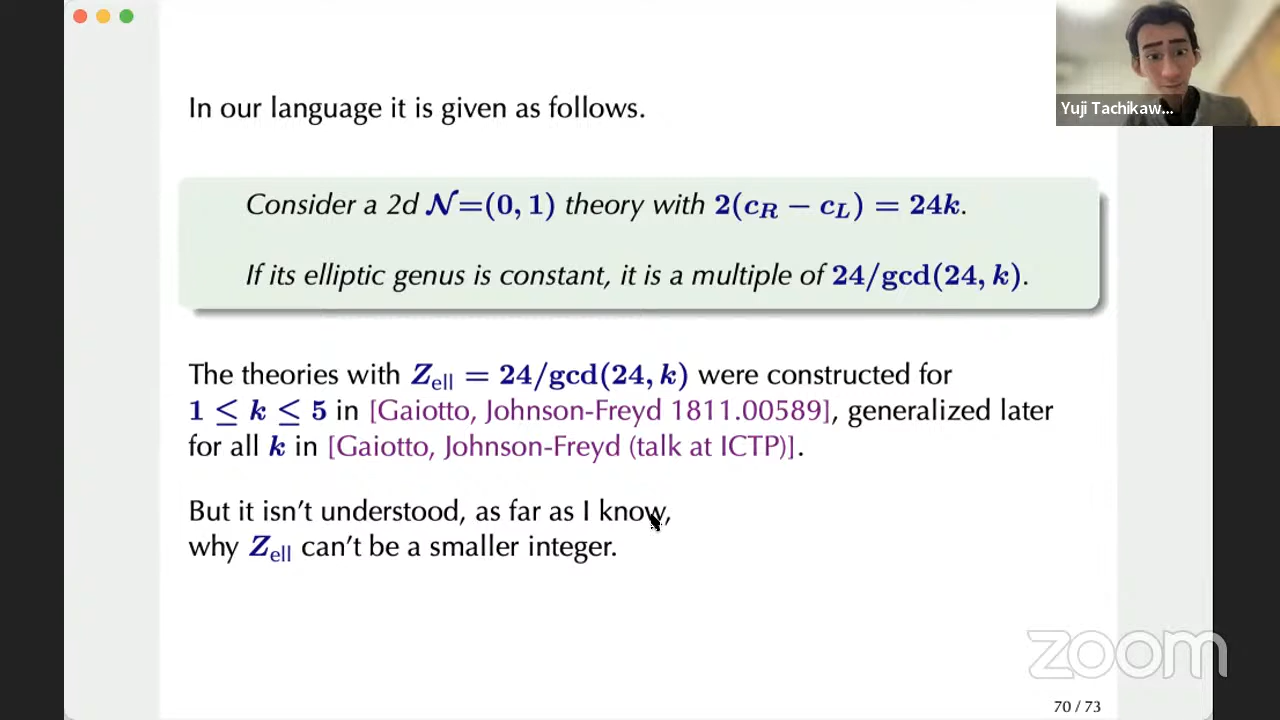 In our language it is given as follows.
Yuji Tachikaw...
Consider a 2d 𝒩=(0, 1) theory with 2(c_R − c_L) = 24k.
If its elliptic genus is constant, it is a multiple of 24/gcd(24, k).
The theories with Z_ell = 24/gcd(24, k) were constructed for
1 ≤ k ≤ 5 in [Gaiotto, Johnson-Freyd 1811.00589], generalized later
for all k in [Gaiotto, Johnson-Freyd (talk at ICTP)].
But it isn't understood, as far as I know,
why Z_ell can't be a smaller integer.
zoom
70 / 73